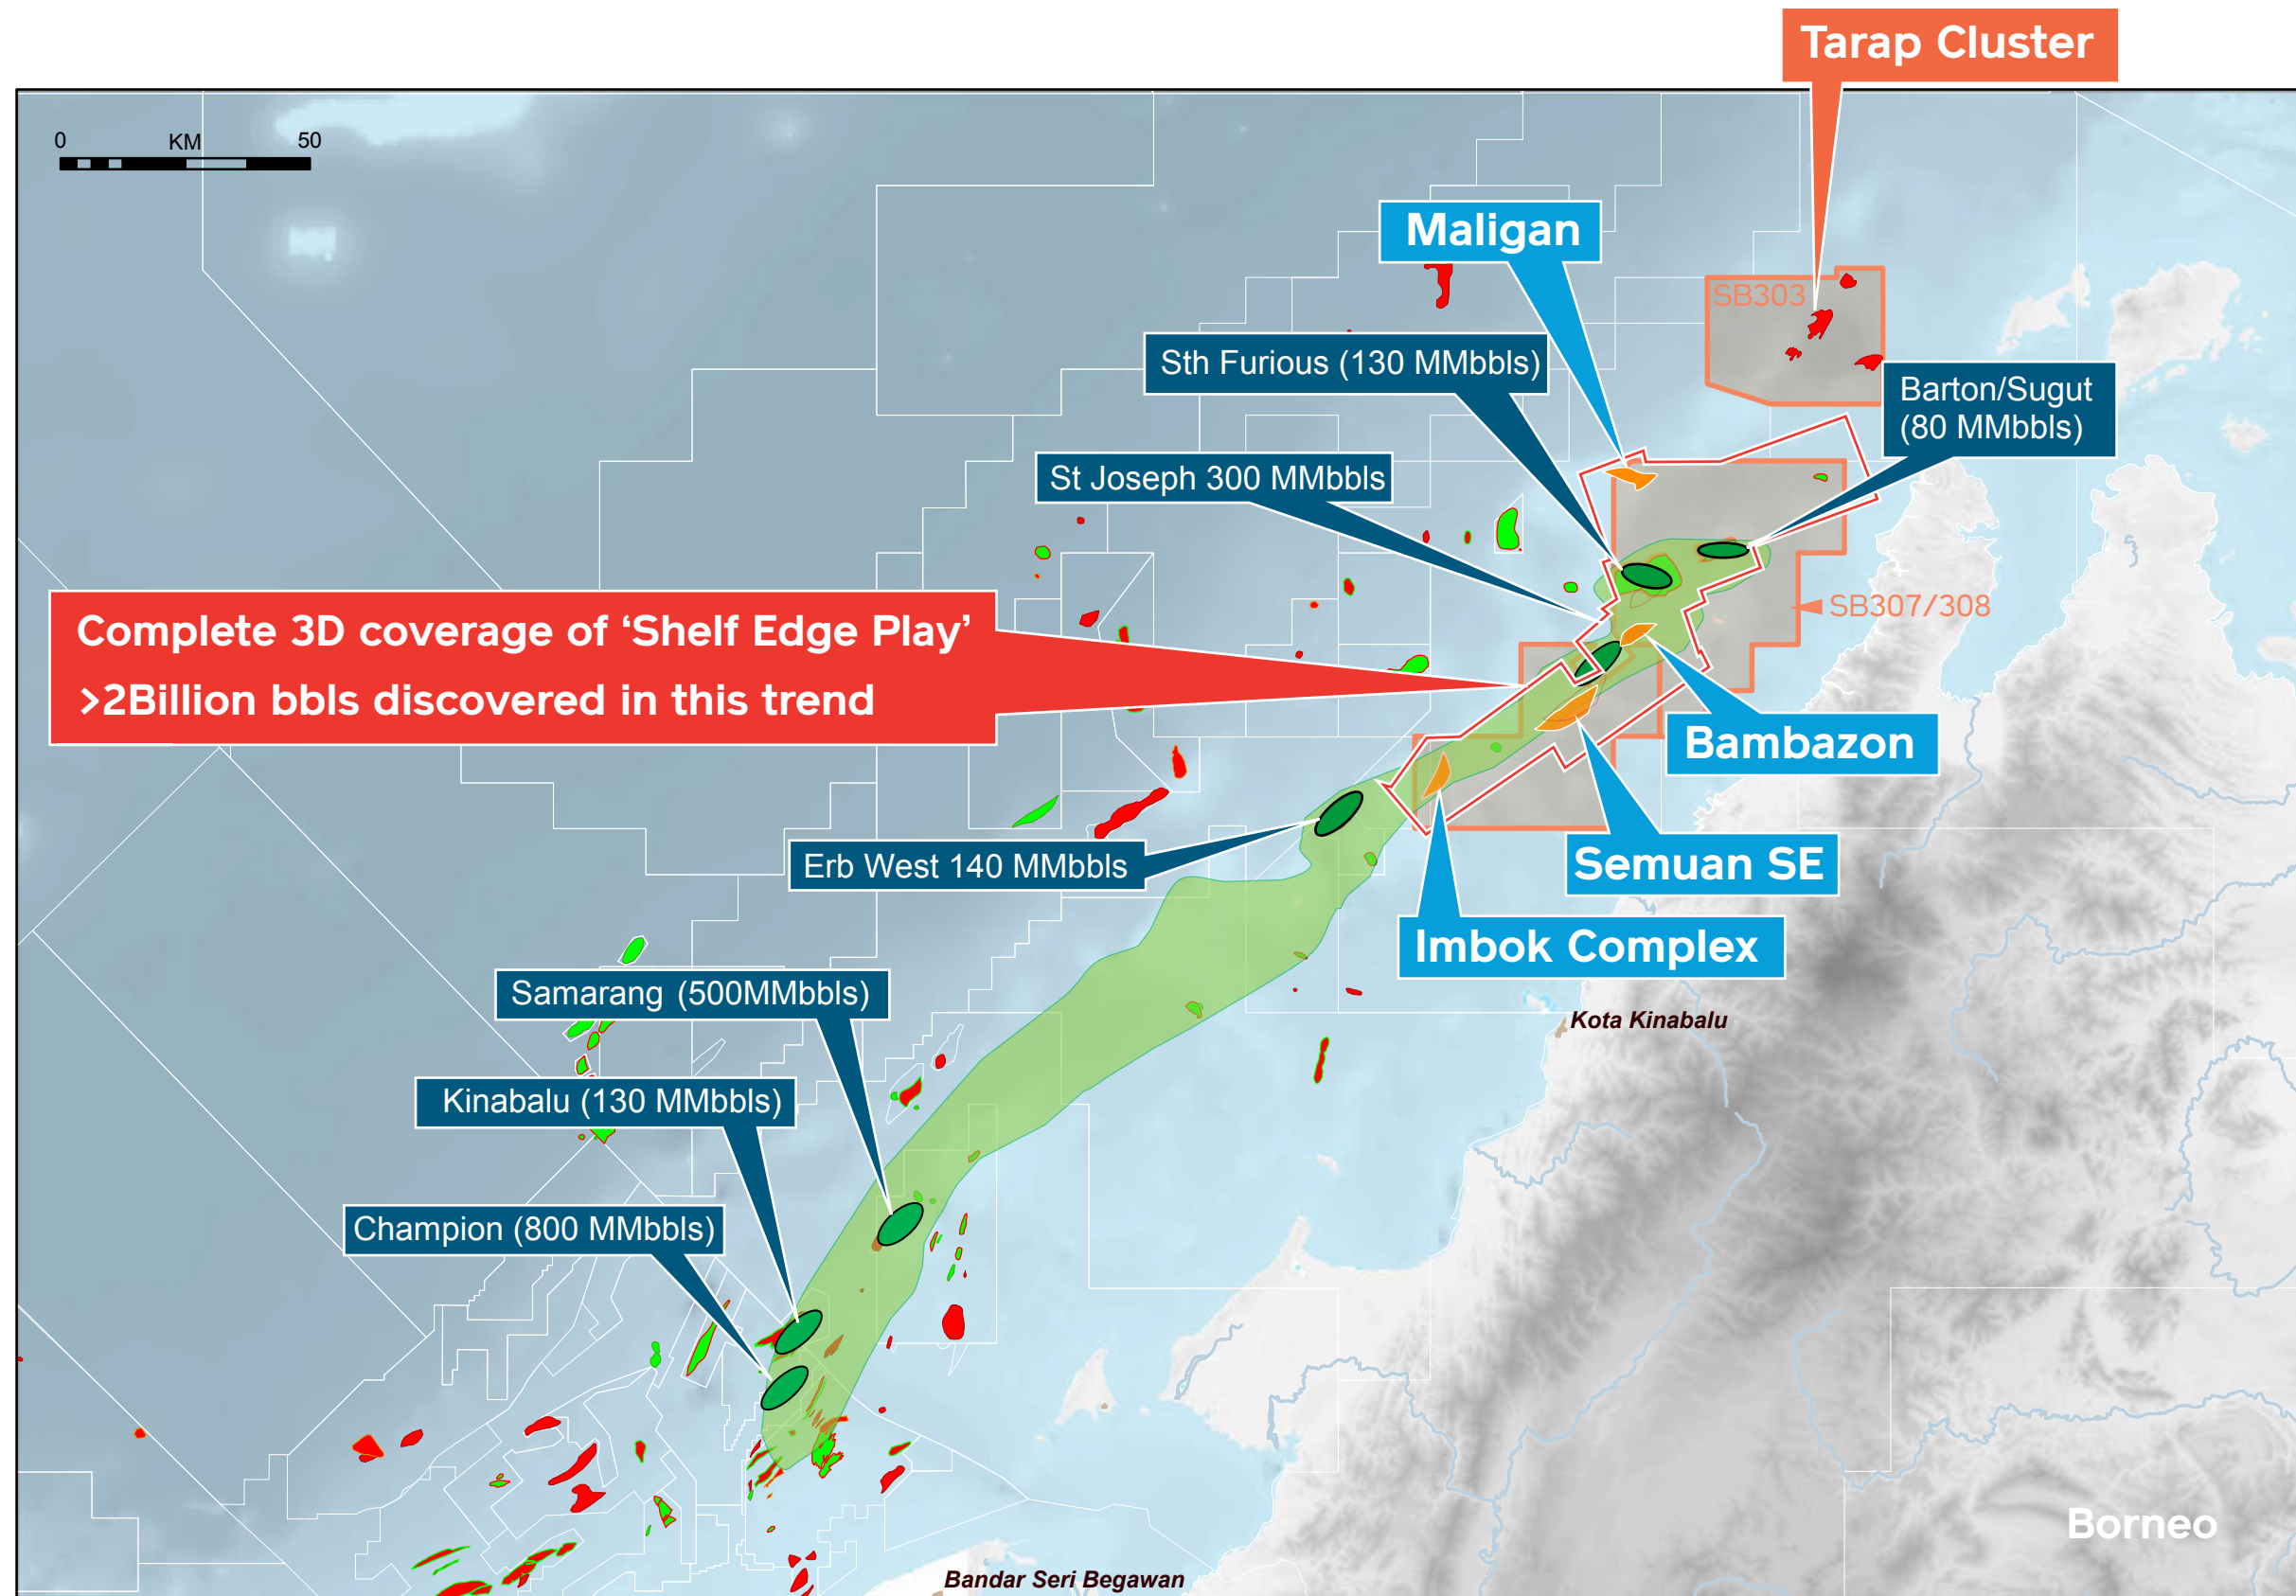 Tarap Cluster
0 KM 50
Maligan
SB303
Sth Furious (130 MMbbls)
Barton/Sugut
(80 MMbbls)
St Joseph 300 MMbbls
Complete 3D coverage of ‘Shelf Edge Play’
>2Billion bbls discovered in this trend
SB307/308
Bambazon
Erb West 140 MMbbls
Semuan SE
Imbok Complex
Samarang (500MMbbls)
Kota Kinabalu
Kinabalu (130 MMbbls)
Champion (800 MMbbls)
Borneo
Bandar Seri Begawan